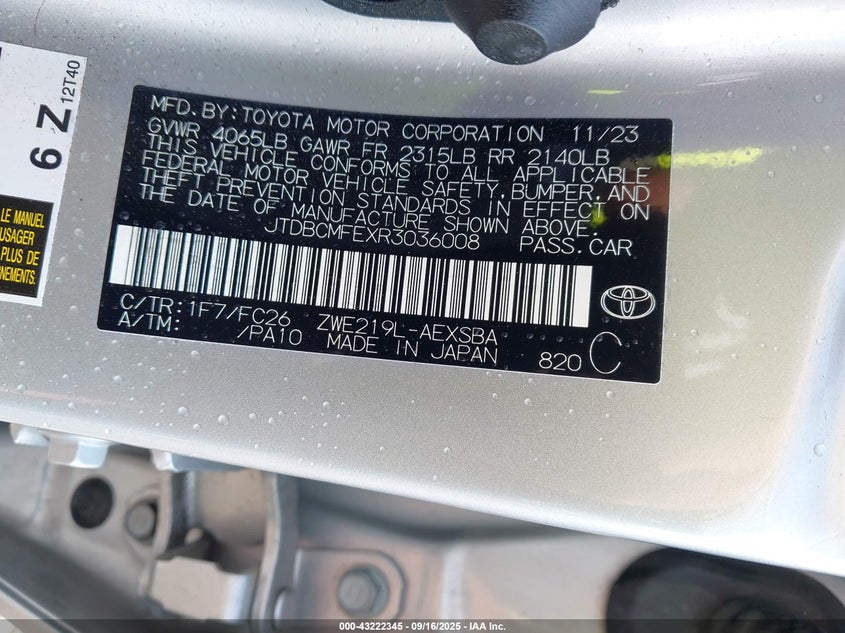 6 Z 12T40
LE MANUEL
USAGER
PLUS DE
RNEMENTS.
MFD.BY:TOYOTA MOTOR CORPORATION 11/23
GVWR 4065LB GAWR FR 2315LB RR 2140LB
THIS VEHICLE CONFORMS TO ALL APPLICABLE
FEDERAL MOTOR VEHICLE SAFETY,BUMPER,AND
THEFT PREVENTION STANDARDS IN EFFECT ON
THE DATE OF MANUFACTURE SHOWN ABOVE.
JTDBCMFEXR3036008 PASS.CAR
C/TR:1F7/FC26 ZWE219L-AEXSBA
A/TM: /PA10 MADE IN JAPAN 820 C
000-43222345 - 09/16/2025 - IAA Inc.